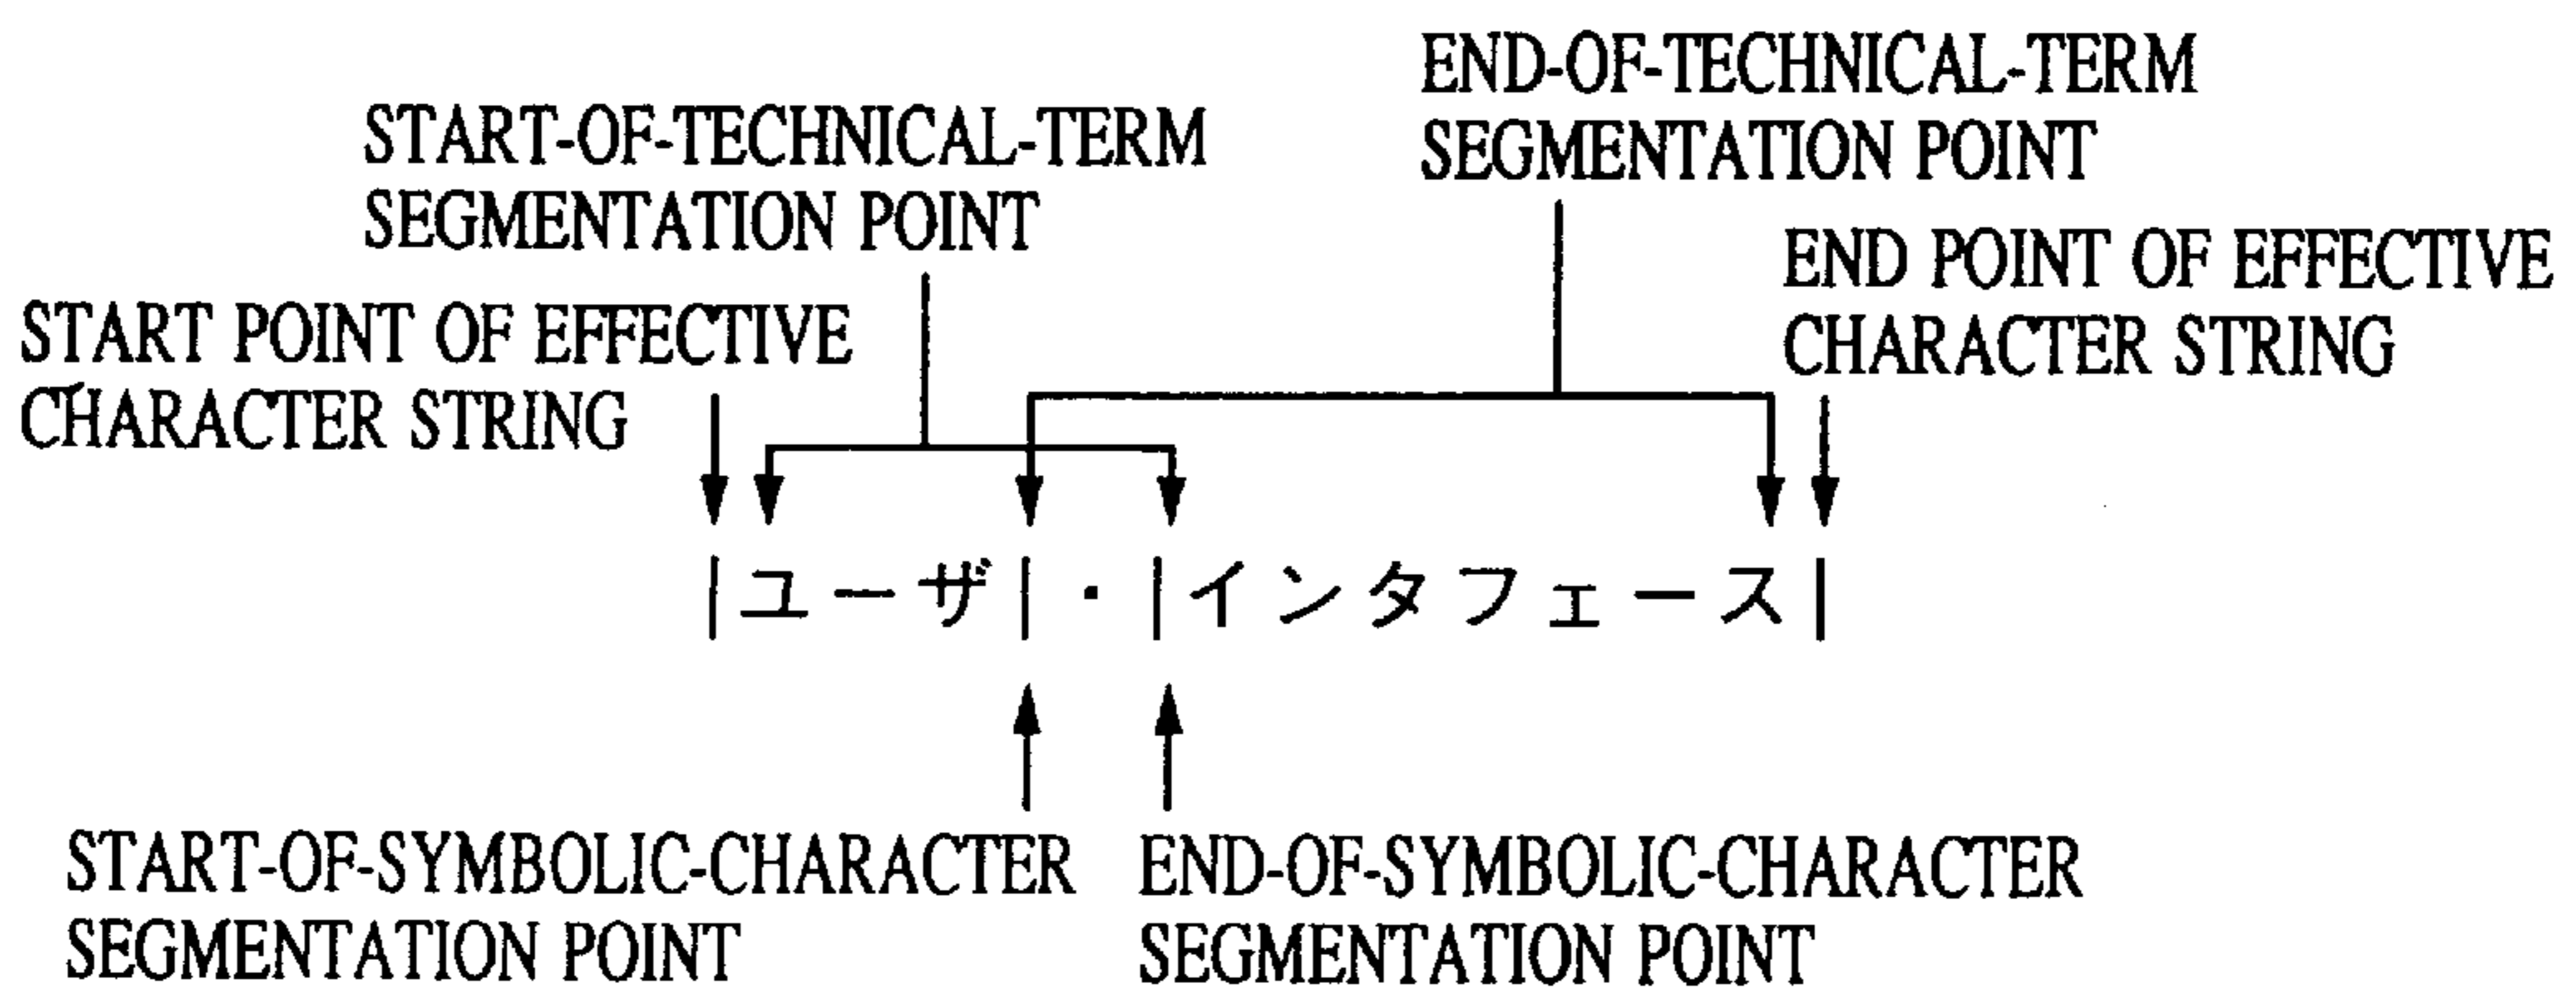 END-OF-TECHNICAL-TERM
SEGMENTATION POINT
START-OF-TECHNICAL-TERM
SEGMENTATION POINT
END POINT OF EFFECTIVE
CHARACTER STRING
START POINT OF EFFECTIVE
CHARACTER STRING
|ユーザ|・|インタフェース|
START-OF-SYMBOLIC-CHARACTER
SEGMENTATION POINT
END-OF-SYMBOLIC-CHARACTER
SEGMENTATION POINT